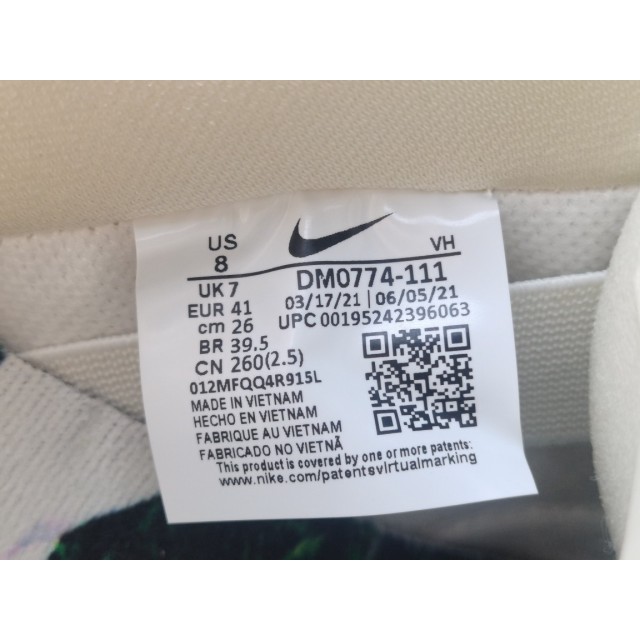 US
8
VH
UK 7
EUR 41
cm 26
BR 39.5
CN 260(2.5)
DM0774-111
03/17/21 | 06/05/21
UPC 00195242396063
012MFQQ4R915L
MADE IN VIETNAM
HECHO EN VIETNAM
FABRIQUE AU VIETNAM
FABRICADO NO VIETNÃ
This product is covered by one or more patents:
www.nike.com/patentsvirtualmarking